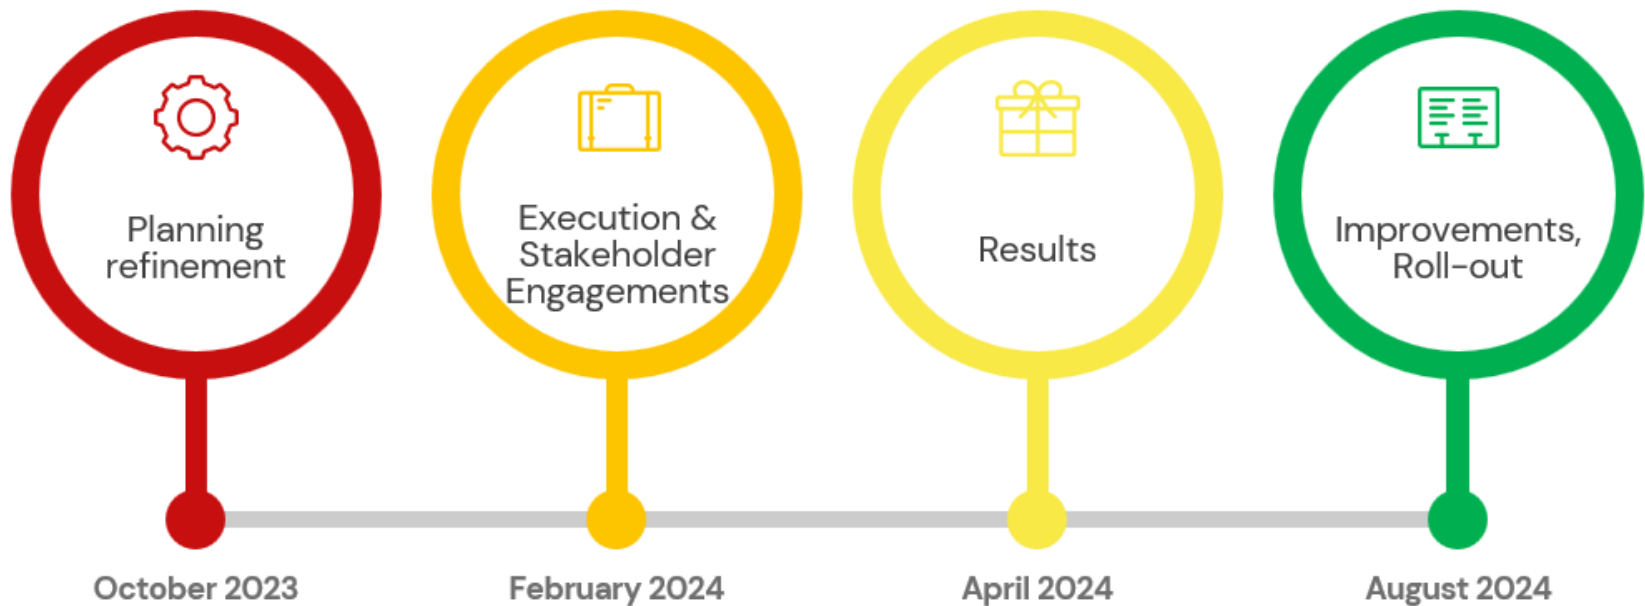 Planning
refinement
Execution &
Stakeholder
Engagements
Results
Improvements,
Roll-out
October 2023
February 2024
April 2024
August 2024